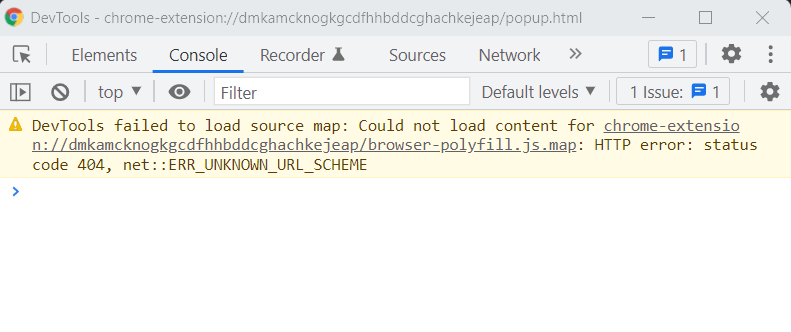 DevTools - chrome-extension://dmkamcknogkgcdfhhbddcghachkejeap/popup.html
Elements Console Recorder Sources Network 1
top Filter Default levels 1 Issue: 1
DevTools failed to load source map: Could not load content for chrome-extensio
n://dmkamcknogkgcdfhhbddcghachkejeap/browser-polyfill.js.map: HTTP error: status
code 404, net::ERR_UNKNOWN_URL_SCHEME